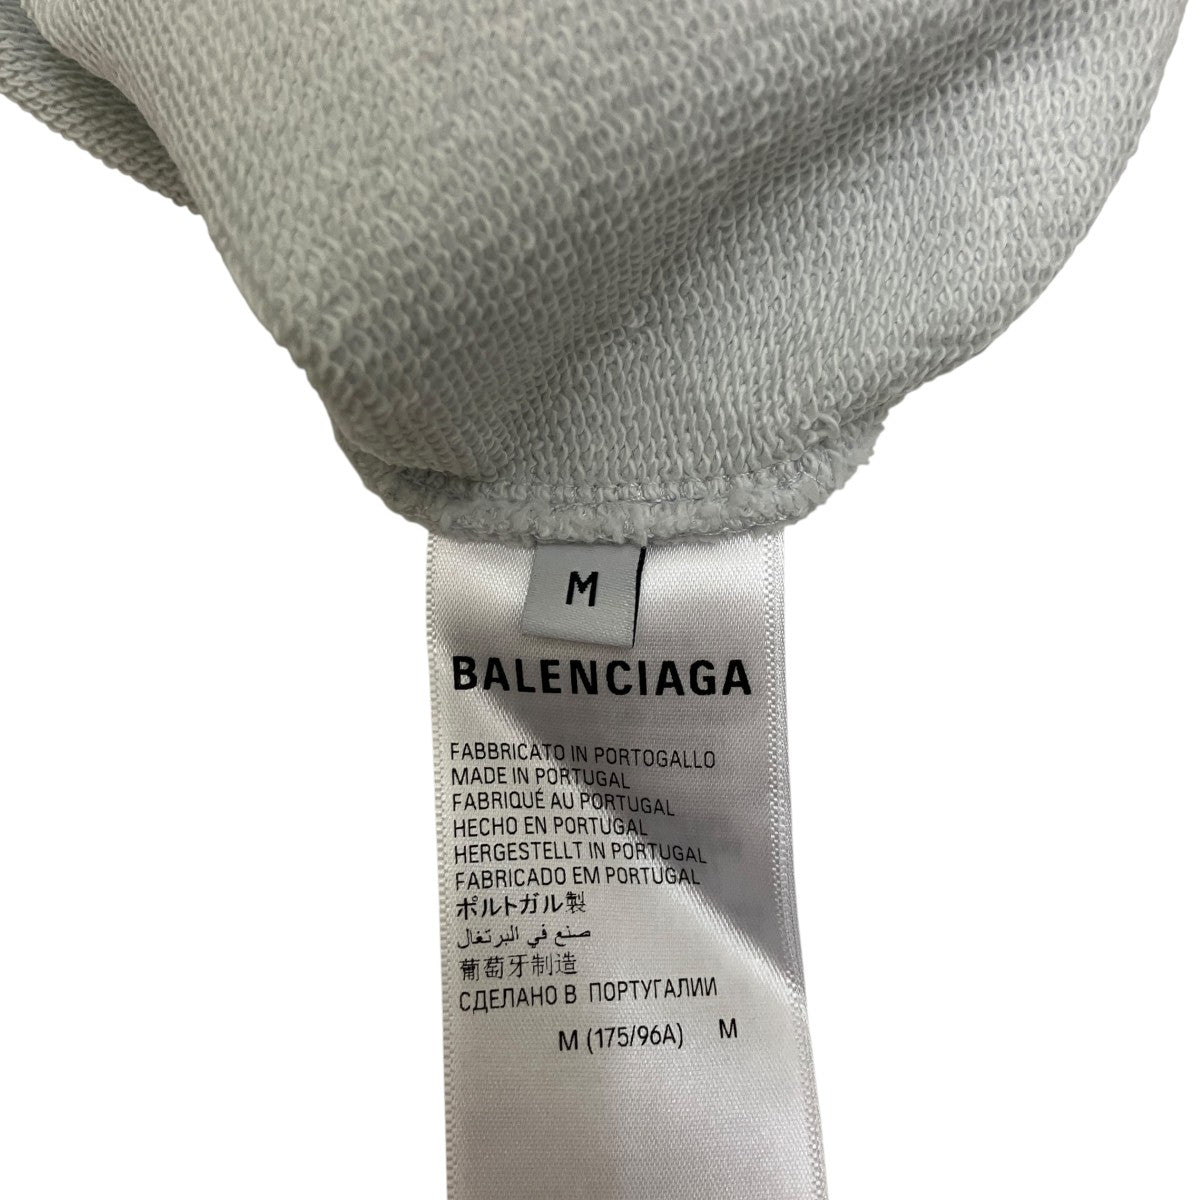 M
BALENCIAGA
FABBRICATO IN PORTOGALLO
MADE IN PORTUGAL
FABRIQUÉ AU PORTUGAL
HECHO EN PORTUGAL
HERGESTELLT IN PORTUGAL
FABRICADO EM PORTUGAL
ポルトガル製
صنع في البرتغال
葡萄牙制造
СДЕЛАНО В ПОРТУГАЛИИ
M (175/96A) M